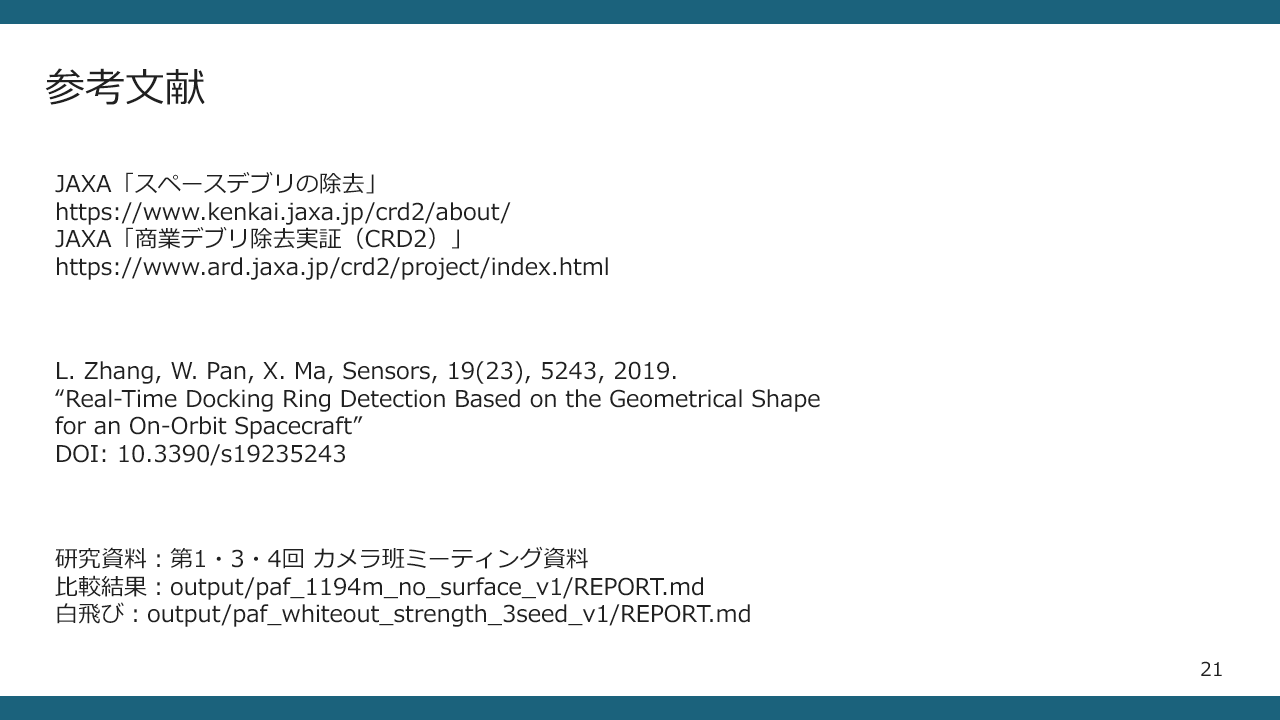 参考文献
JAXA「スペースデブリの除去」
https://www.kenkai.jaxa.jp/crd2/about/
JAXA「商業デブリ除去実証（CRD2）」
https://www.ard.jaxa.jp/crd2/project/index.html
L. Zhang, W. Pan, X. Ma, Sensors, 19(23), 5243, 2019.
“Real-Time Docking Ring Detection Based on the Geometrical Shape
for an On-Orbit Spacecraft”
DOI: 10.3390/s19235243
研究資料：第1・3・4回 カメラ班ミーティング資料
比較結果：output/paf_1194m_no_surface_v1/REPORT.md
白飛び：output/paf_whiteout_strength_3seed_v1/REPORT.md
21